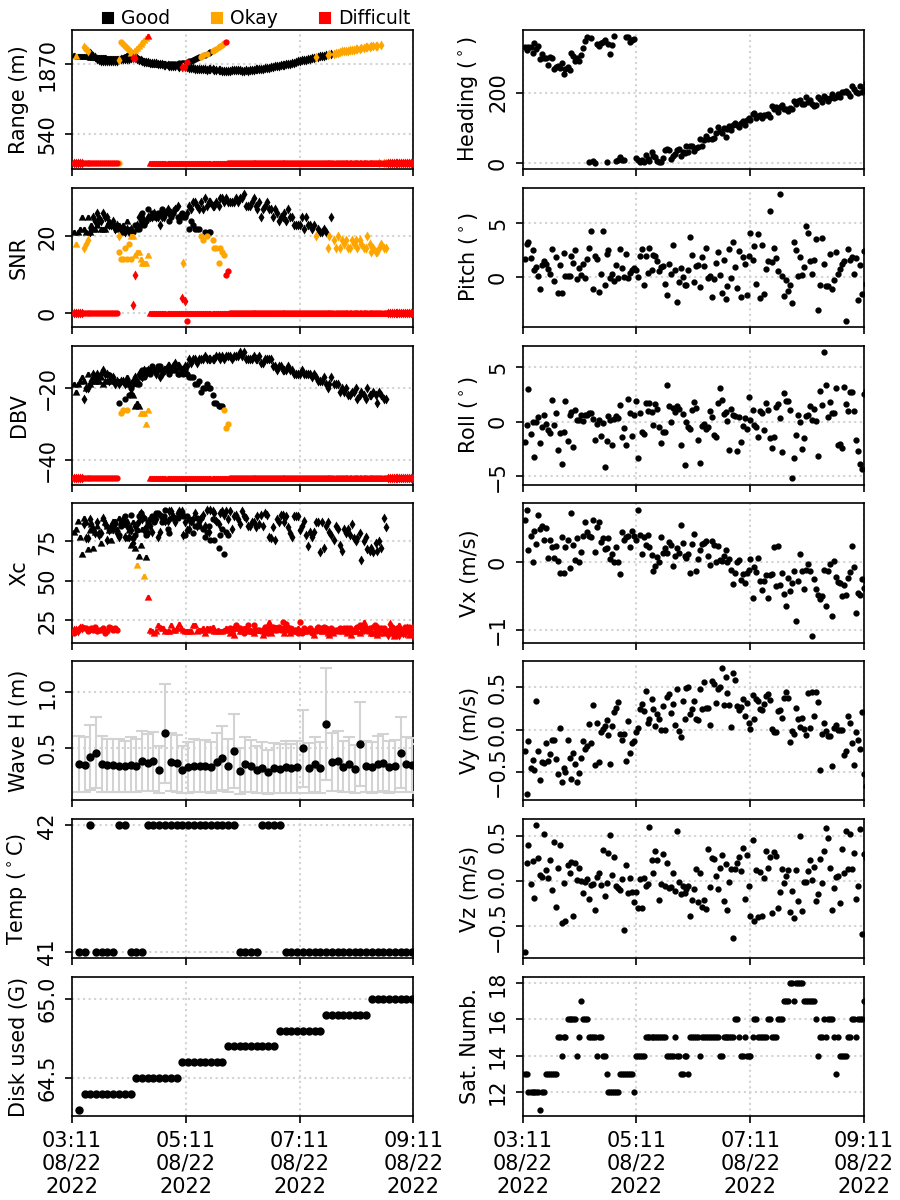 Good Okay Difficult
Range (m)
1870
540
Heading (°)
200
0
SNR
20
0
Pitch (°)
5
0
DBV
−20
−40
Roll (°)
5
0
−5
Xc
75
50
25
Vx (m/s)
0
−1
Wave H (m)
1.0
0.5
Vy (m/s)
0.5
0.0
−0.5
Temp (°C)
42
41
Vz (m/s)
0.5
0.0
−0.5
Disk used (G)
65.0
64.5
Sat. Numb.
18
16
14
12
03:11 05:11 07:11 09:11 03:11 05:11 07:11 09:11
08/22 08/22 08/22 08/22 08/22 08/22 08/22 08/22
2022 2022 2022 2022 2022 2022 2022 2022